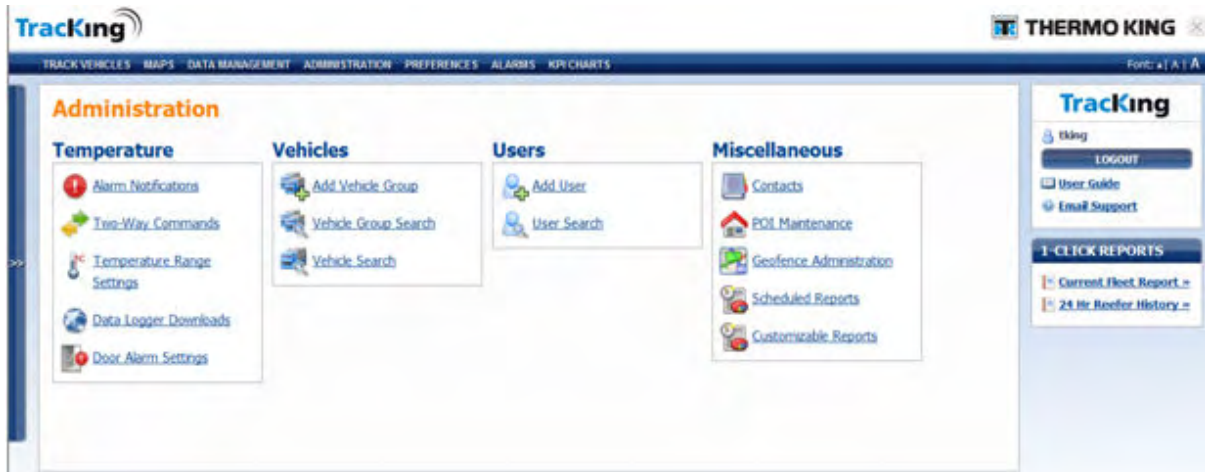 TracKing
THERMO KING
TRACK VEHICLES MAPS DATA MANAGEMENT ADMINISTRATION PREFERENCES ALARMS KPI CHARTS
Font: A | A | A
Administration
Temperature
Alarm Notifications
Two-Way Commands
Temperature Range
Settings
Data Logger Downloads
Door Alarm Settings
Vehicles
Add Vehicle Group
Vehicle Group Search
Vehicle Search
Users
Add User
User Search
Miscellaneous
Contacts
POI Maintenance
Geofence Administration
Scheduled Reports
Customizable Reports
TracKing
tking
LOGOUT
User Guide
Email Support
1-CLICK REPORTS
Current Fleet Report »
24 Hr Reefer History »
>>